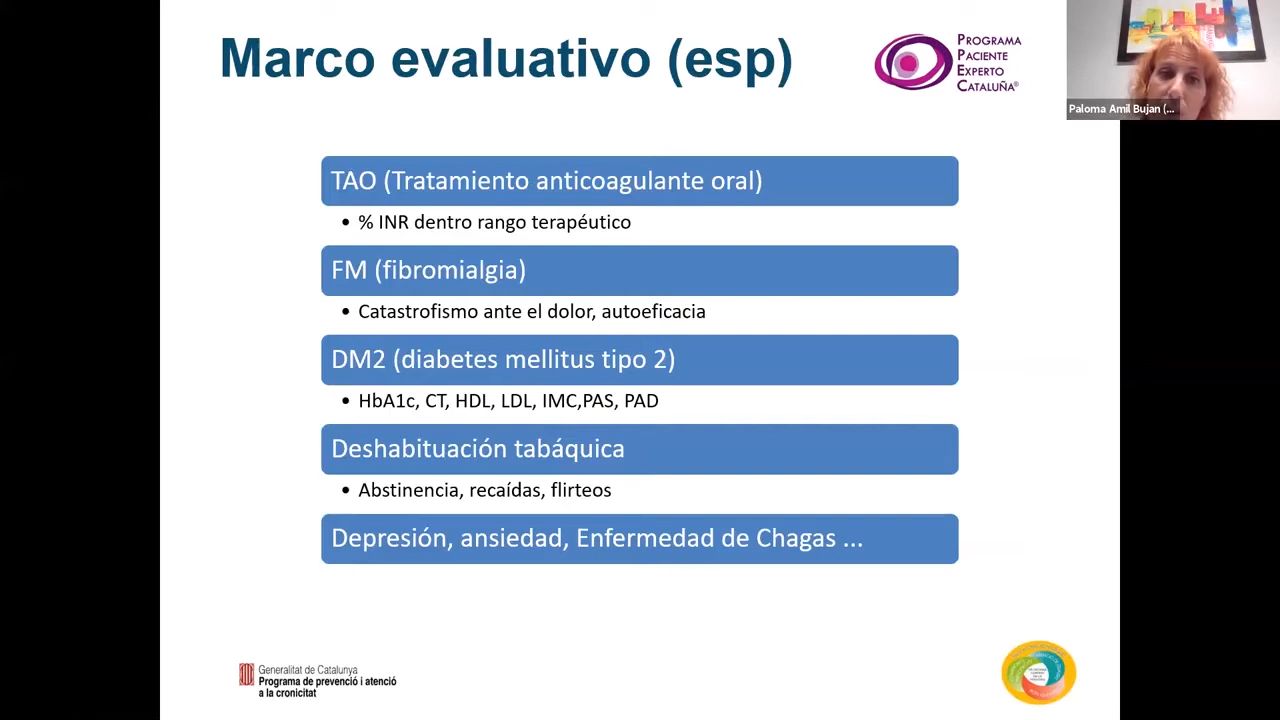 Marco evaluativo (esp)
PROGRAMA
PACIENTE
EXPERTO
CATALUÑA®
Paloma Amil Bujan (...
TAO (Tratamiento anticoagulante oral)
• % INR dentro rango terapéutico
FM (fibromialgia)
• Catastrofismo ante el dolor, autoeficacia
DM2 (diabetes mellitus tipo 2)
• HbA1c, CT, HDL, LDL, IMC,PAS, PAD
Deshabituación tabáquica
• Abstinencia, recaídas, flirteos
Depresión, ansiedad, Enfermedad de Chagas ...
Generalitat de Catalunya
Programa de prevenció i atenció
a la cronicitat